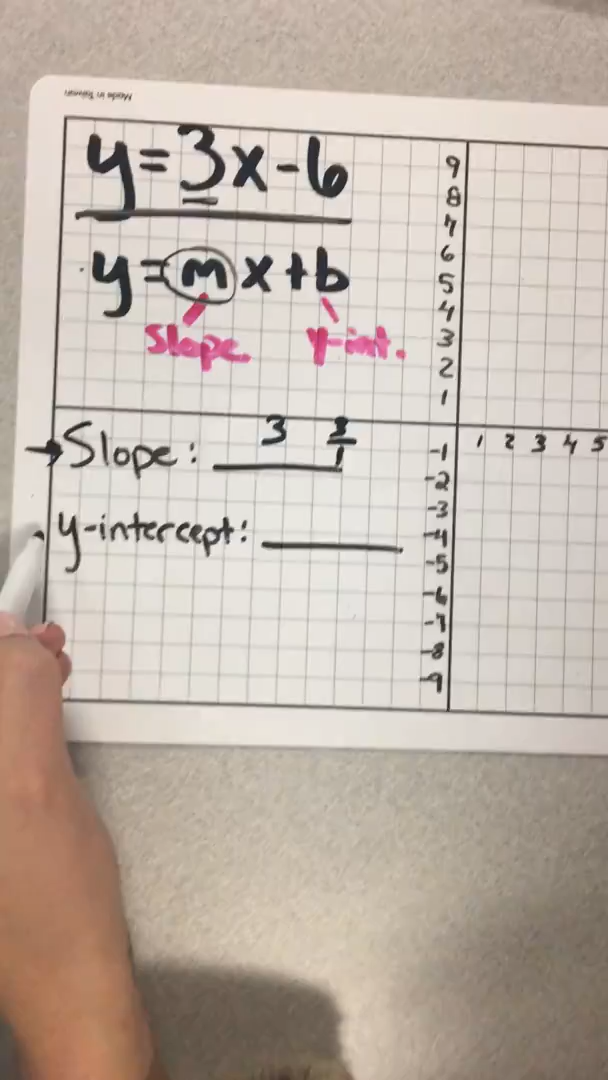 Made in Taiwan
y=3x-6
y=mx+b
Slope y-int.
9
8
7
6
5
4
3
2
1
→Slope: 3 3/1
-1 1 2 3 4 5
-2
y-intercept:
-3
-4
-5
-6
-7
-8
-9